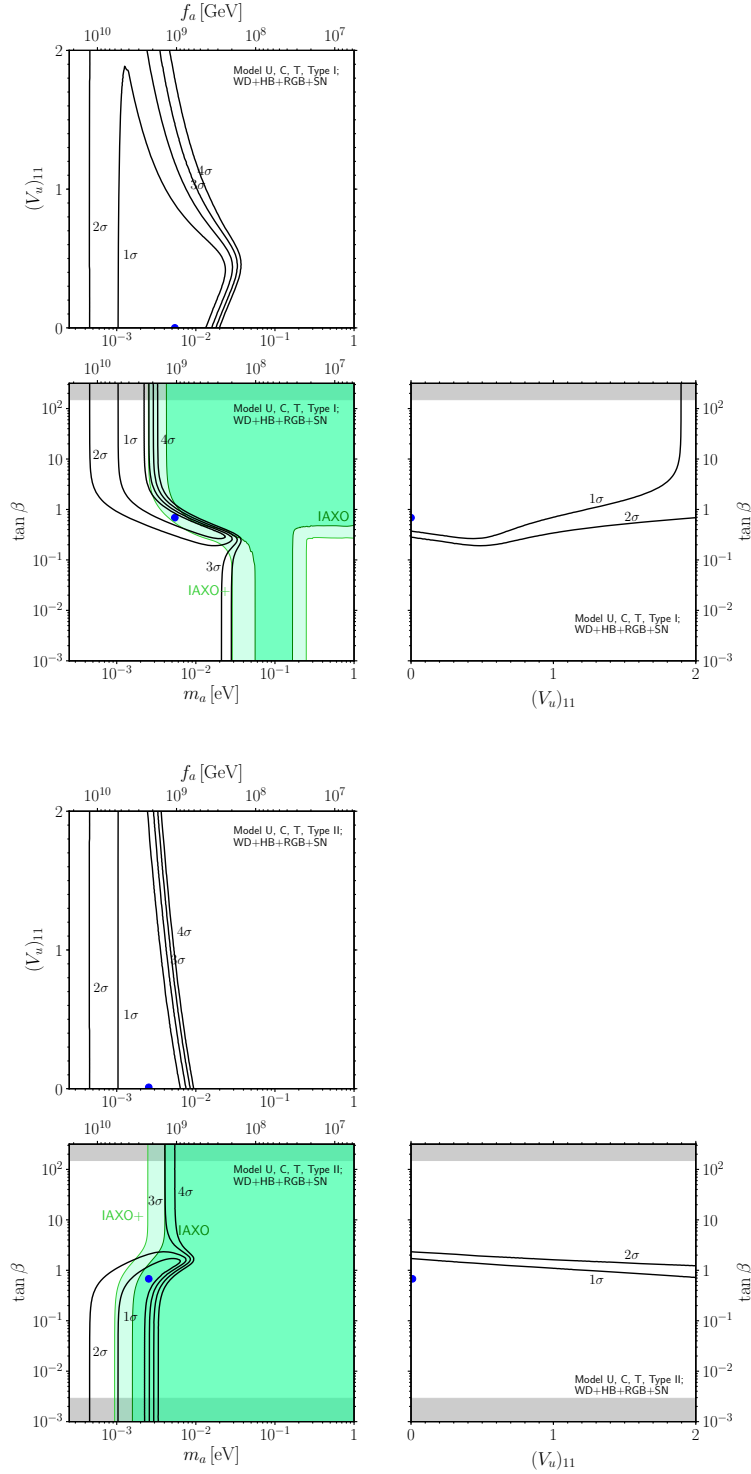 f_a [GeV]
10^10 10^9 10^8 10^7
2
Model U, C, T, Type I;
WD+HB+RGB+SN
4σ
3σ
(V_u)_11
1
2σ
1σ
0
10^−3 10^−2 10^−1 1
10^10 10^9 10^8 10^7
10^2
Model U, C, T, Type I;
WD+HB+RGB+SN
1σ
4σ
2σ
10
tan β
1
IAXO
10^−1
3σ
IAXO+
10^−2
10^−3
10^−3 10^−2 10^−1 1
m_a [eV]
10^2
10
1σ
2σ
1
tan β
10^−1
10^−2
Model U, C, T, Type I;
WD+HB+RGB+SN
10^−3
0 1 2
(V_u)_11
f_a [GeV]
10^10 10^9 10^8 10^7
2
Model U, C, T, Type II;
WD+HB+RGB+SN
4σ
3σ
(V_u)_11
1
2σ
1σ
0
10^−3 10^−2 10^−1 1
10^10 10^9 10^8 10^7
10^2
Model U, C, T, Type II;
WD+HB+RGB+SN
3σ
4σ
IAXO+
IAXO
10
tan β
1
1σ
10^−1
2σ
10^−2
10^−3
10^−3 10^−2 10^−1 1
m_a [eV]
10^2
10
2σ
1σ
1
tan β
10^−1
10^−2
Model U, C, T, Type II;
WD+HB+RGB+SN
10^−3
0 1 2
(V_u)_11